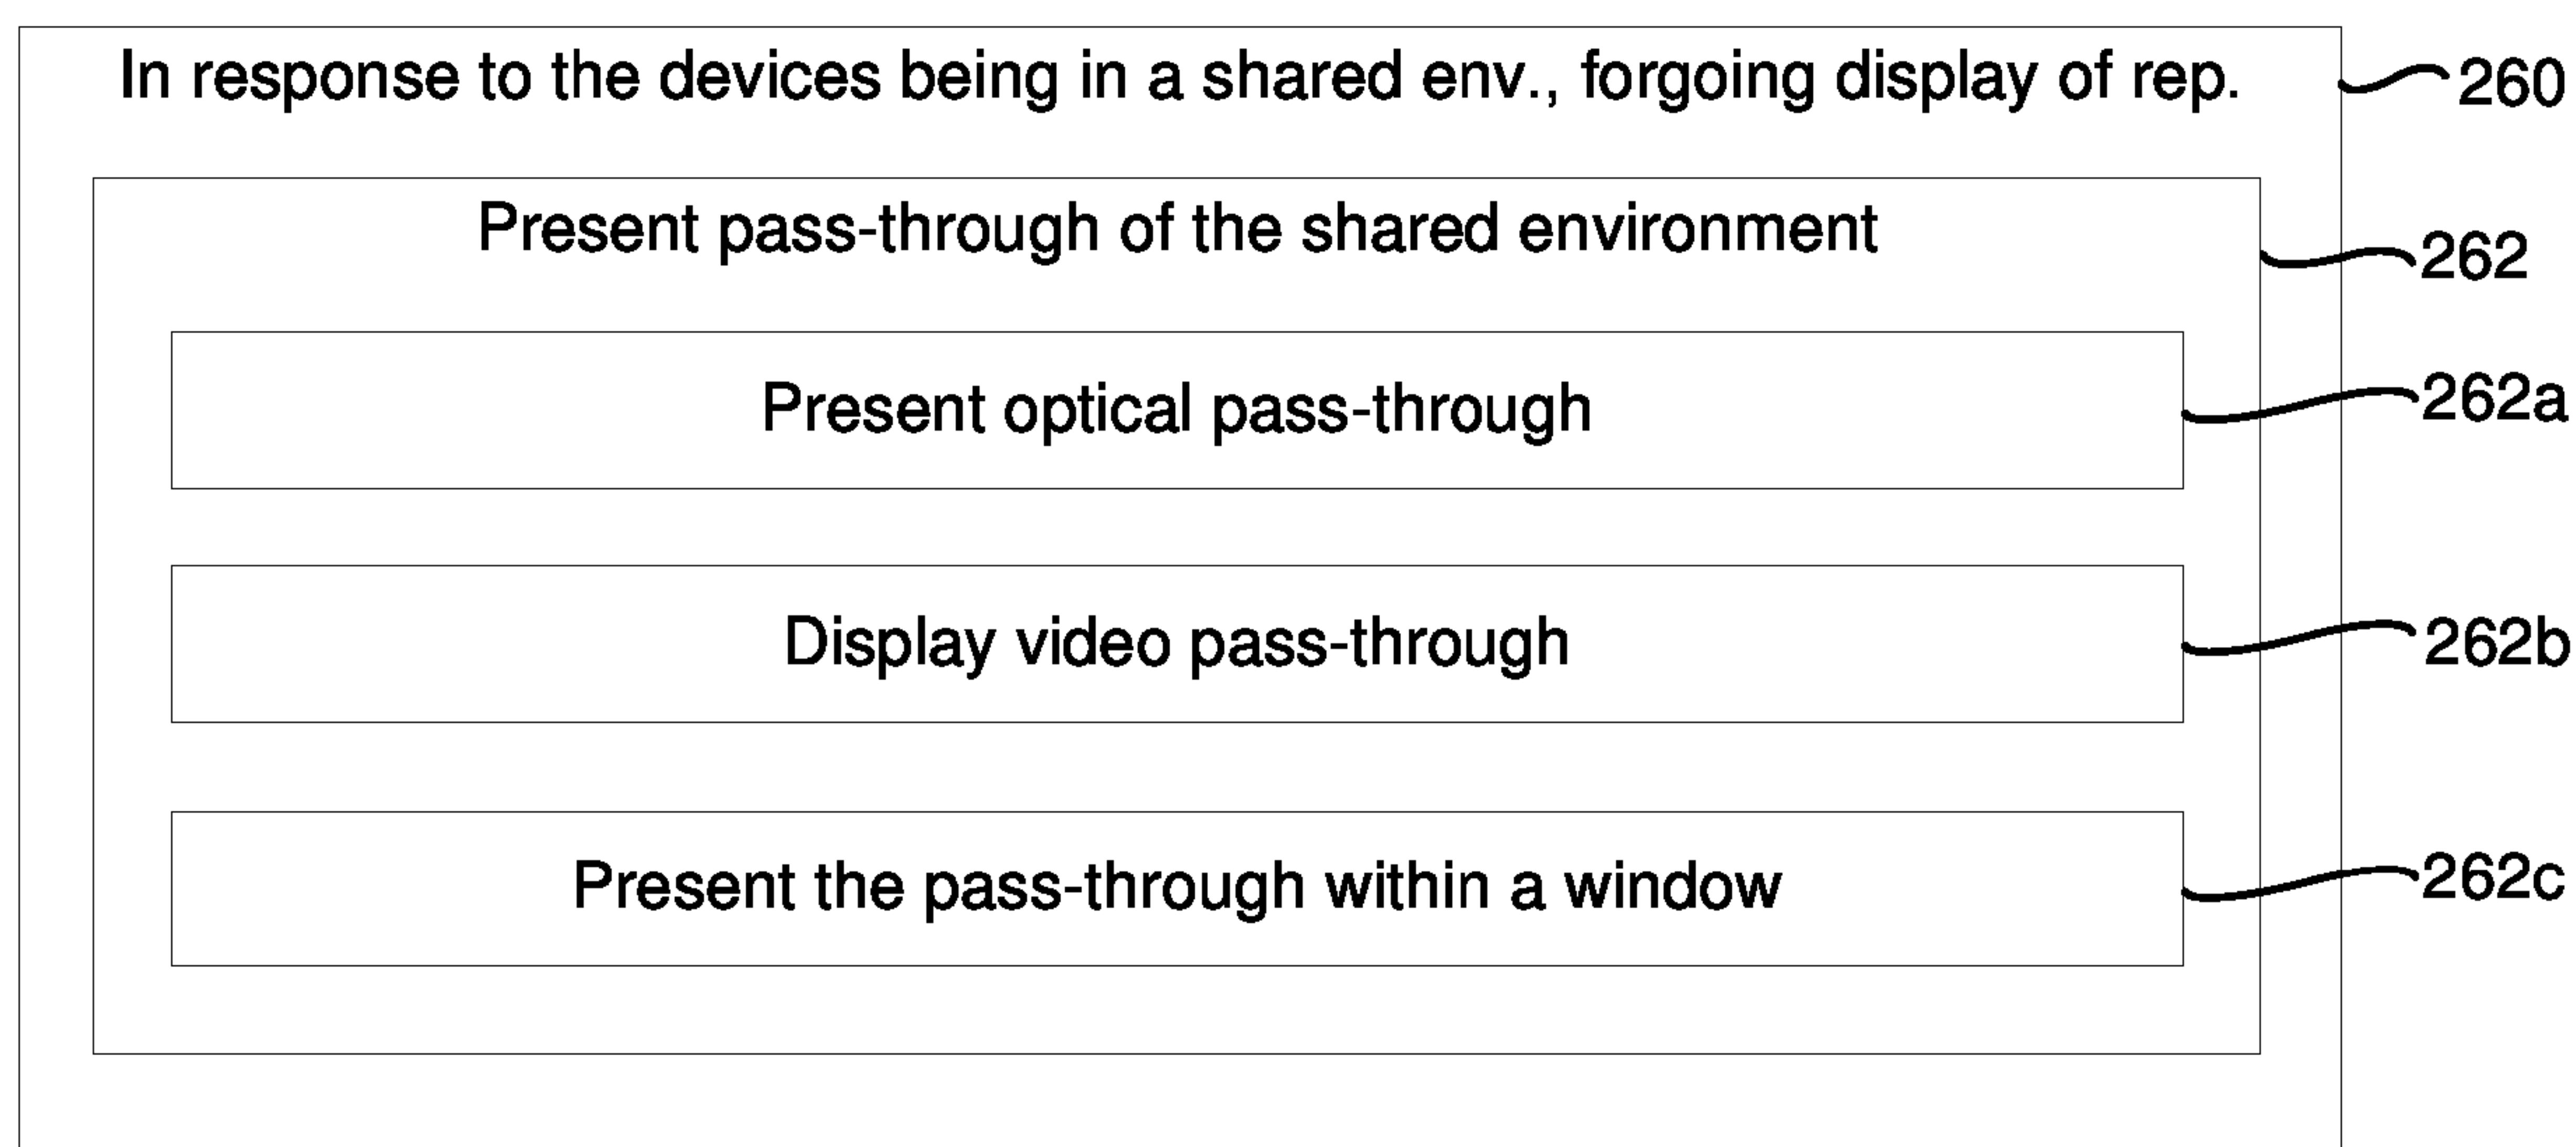 In response to the devices being in a shared env., forgoing display of rep.
260
Present pass-through of the shared environment
262
Present optical pass-through
262a
Display video pass-through
262b
Present the pass-through within a window
262c